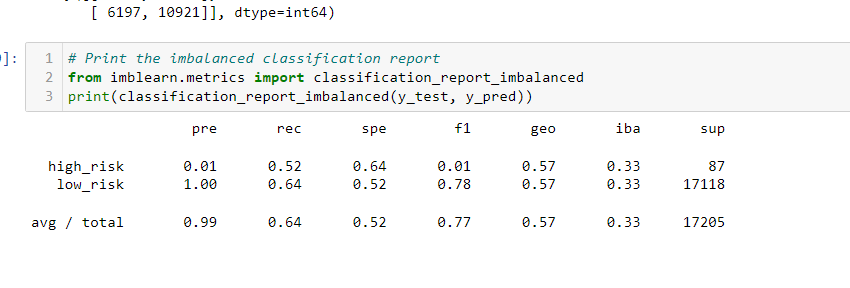 [ 6197, 10921]], dtype=int64)
]:
1 # Print the imbalanced classification report
2 from imblearn.metrics import classification_report_imbalanced
3 print(classification_report_imbalanced(y_test, y_pred))
pre rec spe f1 geo iba sup
high_risk 0.01 0.52 0.64 0.01 0.57 0.33 87
low_risk 1.00 0.64 0.52 0.78 0.57 0.33 17118
avg / total 0.99 0.64 0.52 0.77 0.57 0.33 17205